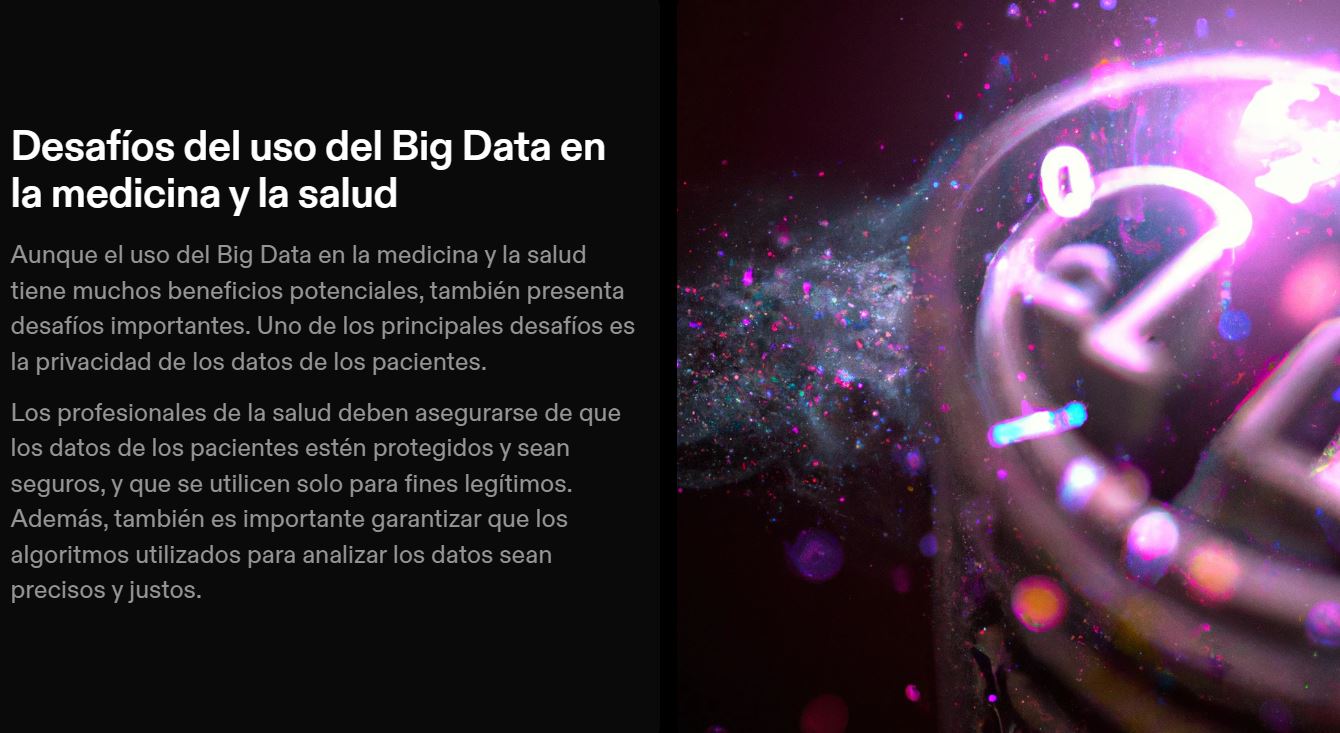 Desafíos del uso del Big Data en
la medicina y la salud
Aunque el uso del Big Data en la medicina y la salud
tiene muchos beneficios potenciales, también presenta
desafíos importantes. Uno de los principales desafíos es
la privacidad de los datos de los pacientes.
Los profesionales de la salud deben asegurarse de que
los datos de los pacientes estén protegidos y sean
seguros, y que se utilicen solo para fines legítimos.
Además, también es importante garantizar que los
algoritmos utilizados para analizar los datos sean
precisos y justos.